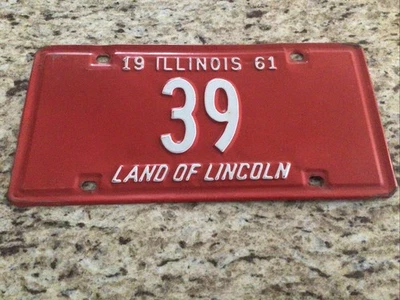 19 ILLINOIS 61
39
LAND OF LINCOLN